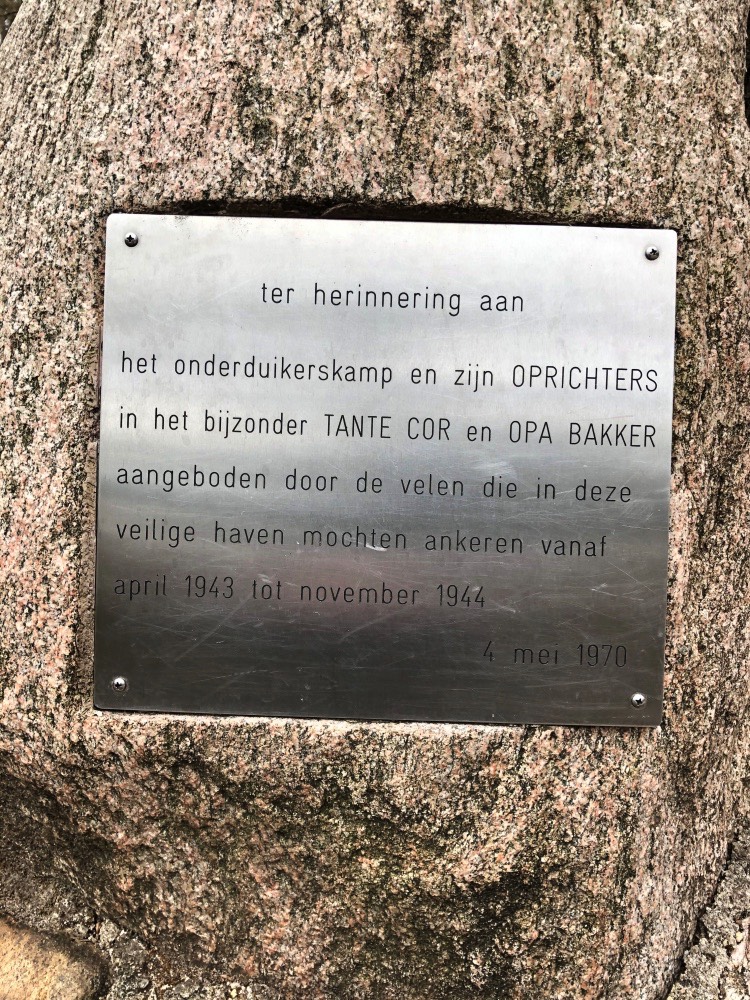 ter herinnering aan
het onderduikerskamp en zijn OPRICHTERS
in het bijzonder TANTE COR en OPA BAKKER
aangeboden door de velen die in deze
veilige haven mochten ankeren vanaf
april 1943 tot november 1944
4 mei 1970